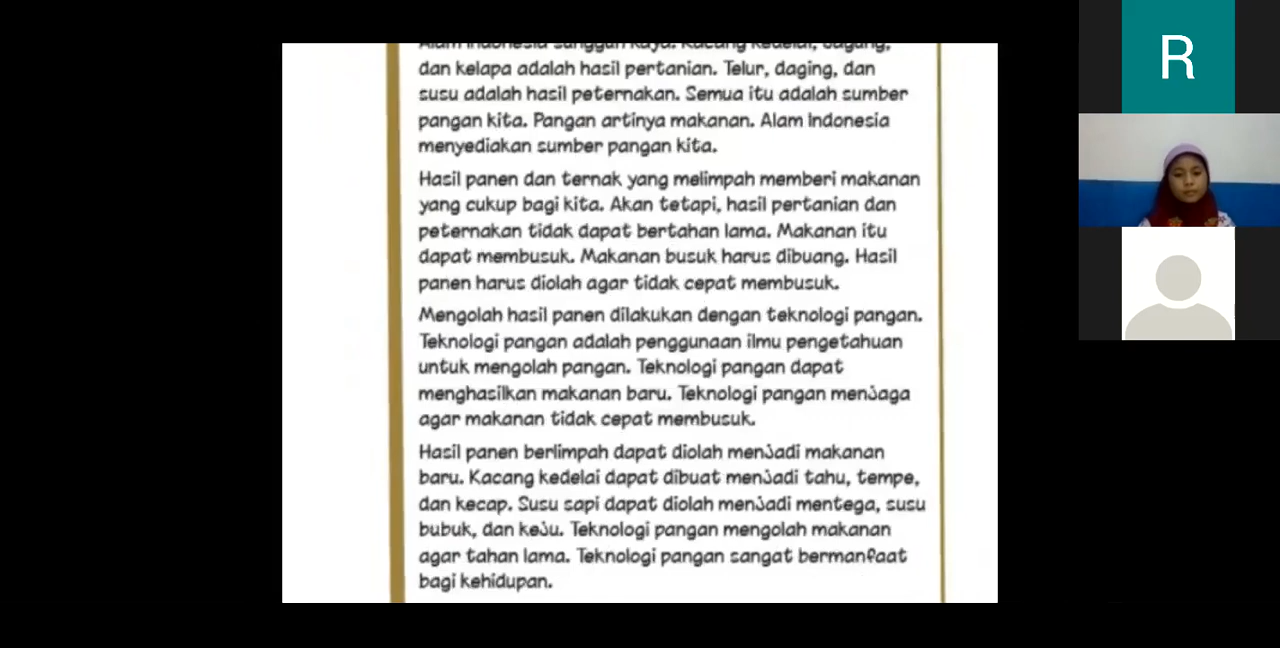 Alam Indonesia sungguh kaya. Kacang kedelai, jagung,
dan kelapa adalah hasil pertanian. Telur, daging, dan
susu adalah hasil peternakan. Semua itu adalah sumber
pangan kita. Pangan artinya makanan. Alam Indonesia
menyediakan sumber pangan kita.
Hasil panen dan ternak yang melimpah memberi makanan
yang cukup bagi kita. Akan tetapi, hasil pertanian dan
peternakan tidak dapat bertahan lama. Makanan itu
dapat membusuk. Makanan busuk harus dibuang. Hasil
panen harus diolah agar tidak cepat membusuk.
Mengolah hasil panen dilakukan dengan teknologi pangan.
Teknologi pangan adalah penggunaan ilmu pengetahuan
untuk mengolah pangan. Teknologi pangan dapat
menghasilkan makanan baru. Teknologi pangan menjaga
agar makanan tidak cepat membusuk.
Hasil panen berlimpah dapat diolah menjadi makanan
baru. Kacang kedelai dapat dibuat menjadi tahu, tempe,
dan kecap. Susu sapi dapat diolah menjadi mentega, susu
bubuk, dan keju. Teknologi pangan mengolah makanan
agar tahan lama. Teknologi pangan sangat bermanfaat
bagi kehidupan.
R